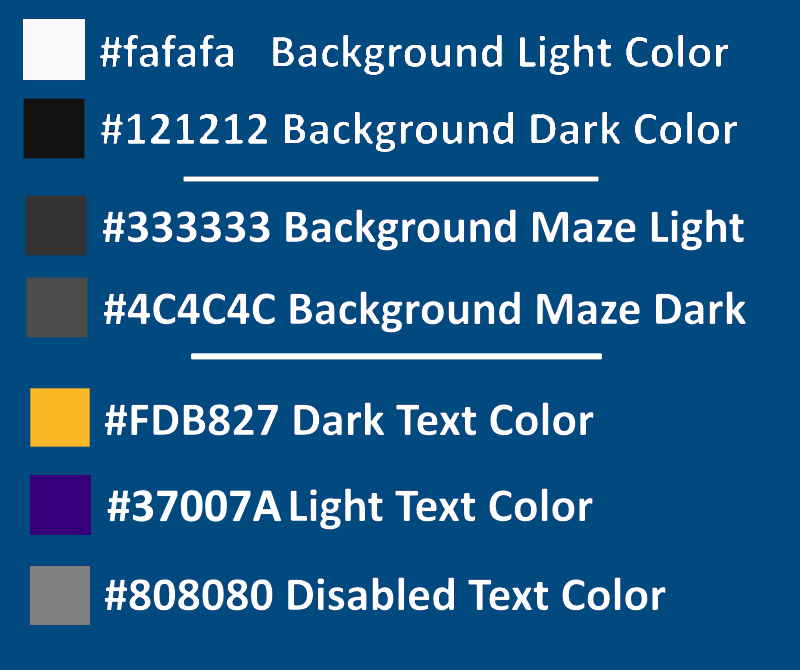 #fafafa Background Light Color
#121212 Background Dark Color
#333333 Background Maze Light
#4C4C4C Background Maze Dark
#FDB827 Dark Text Color
#37007A Light Text Color
#808080 Disabled Text Color